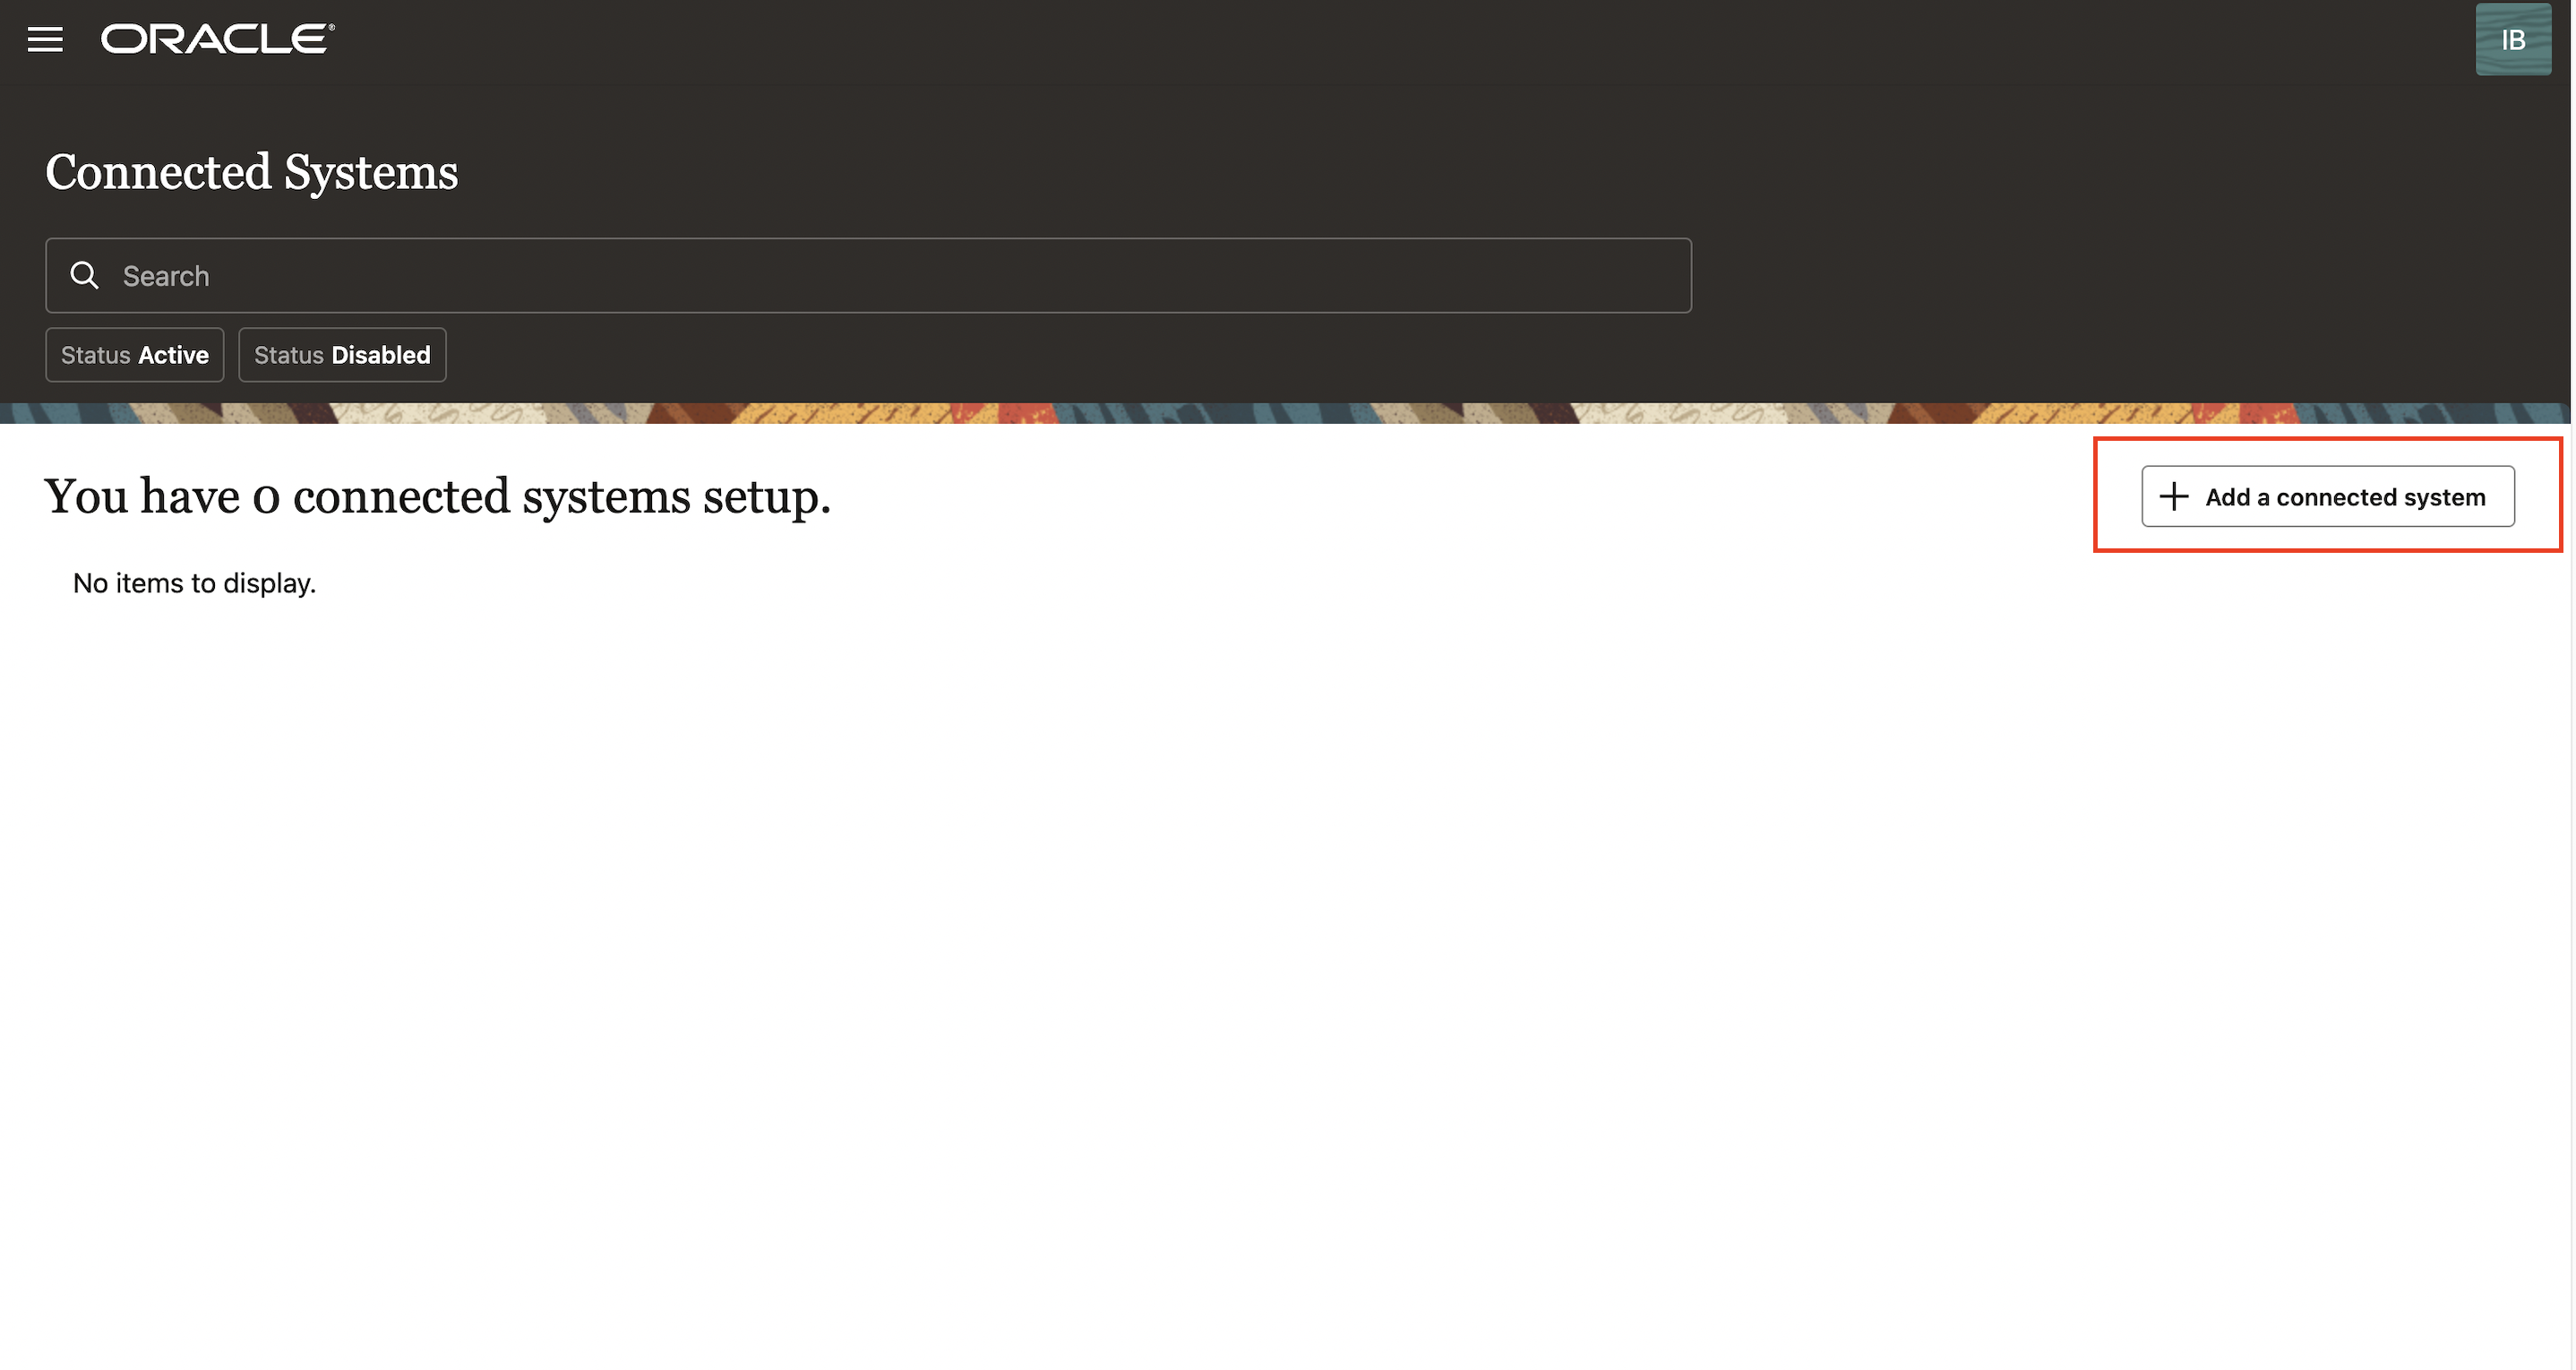 ORACLE®
IB
Connected Systems
Search
Status Active
Status Disabled
You have 0 connected systems setup.
Add a connected system
No items to display.